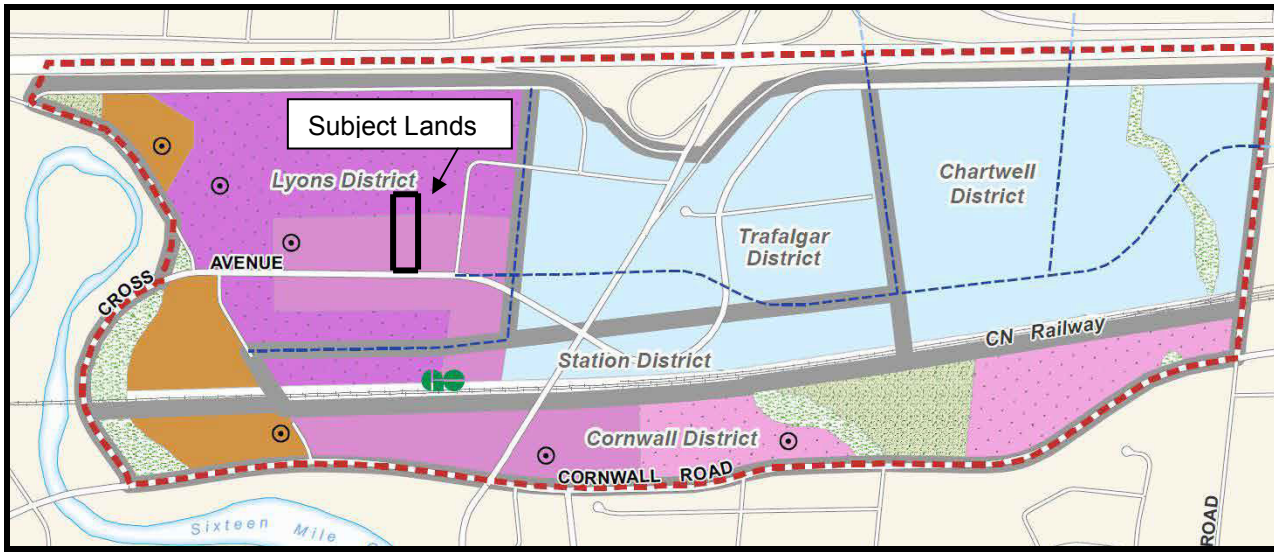 Subject Lands
Lyons District
Chartwell
District
Trafalgar
District
CROSS AVENUE
CN Railway
Station District
GO
Cornwall District
CORNWALL ROAD
Sixteen Mile
ROAD